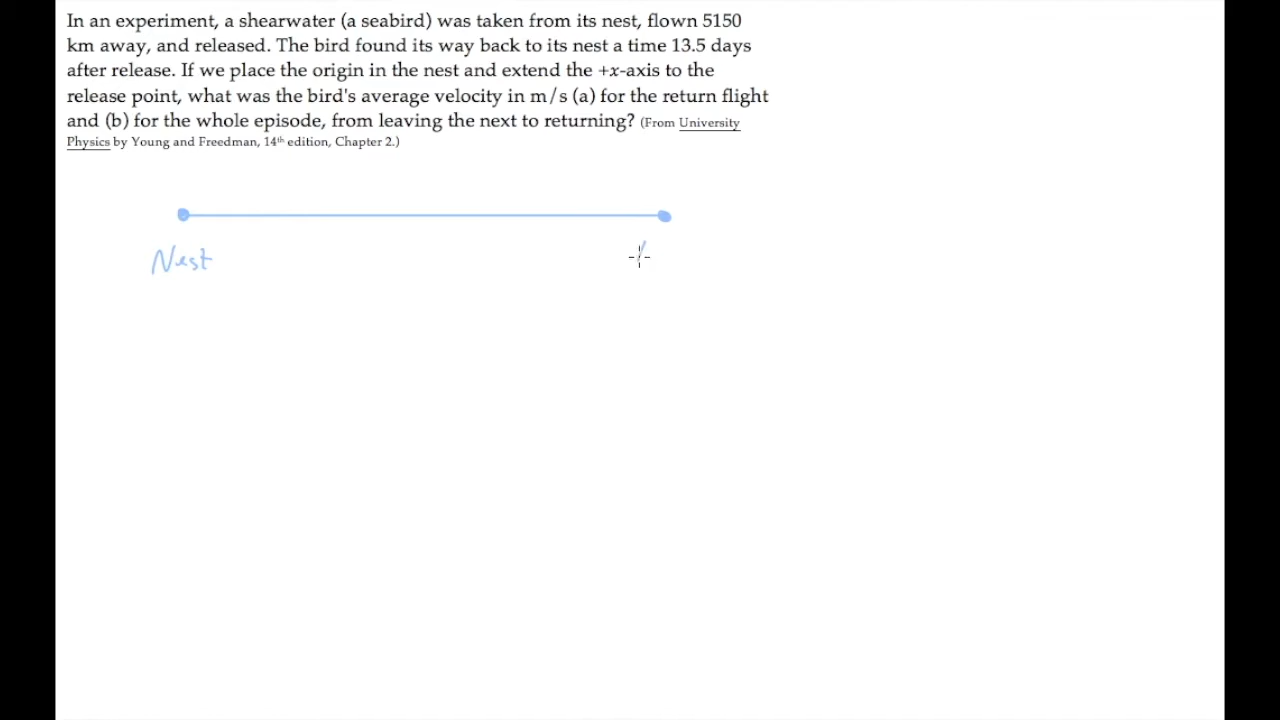 In an experiment, a shearwater (a seabird) was taken from its nest, flown 5150
km away, and released. The bird found its way back to its nest a time 13.5 days
after release. If we place the origin in the nest and extend the +x-axis to the
release point, what was the bird's average velocity in m/s (a) for the return flight
and (b) for the whole episode, from leaving the next to returning? (From University
Physics by Young and Freedman, 14th edition, Chapter 2.)
Nest